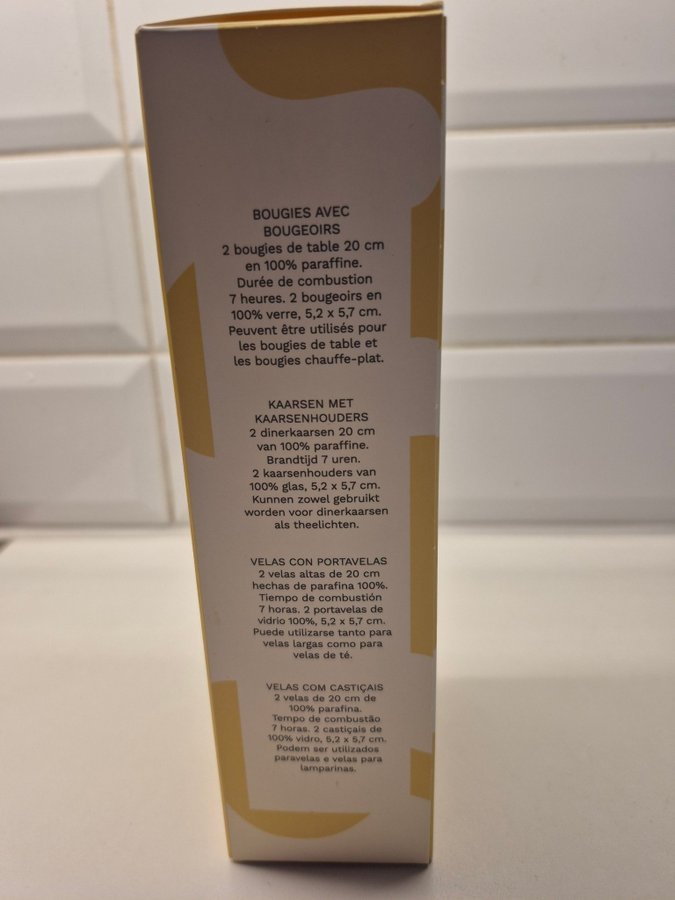 BOUGIES AVEC
BOUGEOIRS
2 bougies de table 20 cm
en 100% paraffine.
Durée de combustion
7 heures. 2 bougeoirs en
100% verre, 5,2 x 5,7 cm.
Peuvent être utilisés pour
les bougies de table et
les bougies chauffe-plat.
KAARSEN MET
KAARSENHOUDERS
2 dinerkaarsen 20 cm
van 100% paraffine.
Brandtijd 7 uren.
2 kaarsenhouders van
100% glas, 5,2 x 5,7 cm.
Kunnen zowel gebruikt
worden voor dinerkaarsen
als theelichten.
VELAS CON PORTAVELAS
2 velas altas de 20 cm
hechas de parafina 100%.
Tiempo de combustión
7 horas. 2 portavelas de
vidrio 100%, 5,2 x 5,7 cm.
Puede utilizarse tanto para
velas largas como para
velas de té.
VELAS COM CASTIÇAIS
2 velas de 20 cm de
100% parafina.
Tempo de combustão
7 horas. 2 castiçais de
100% vidro, 5,2 x 5,7 cm.
Podem ser utilizados
paravelas e velas para
lamparinas.